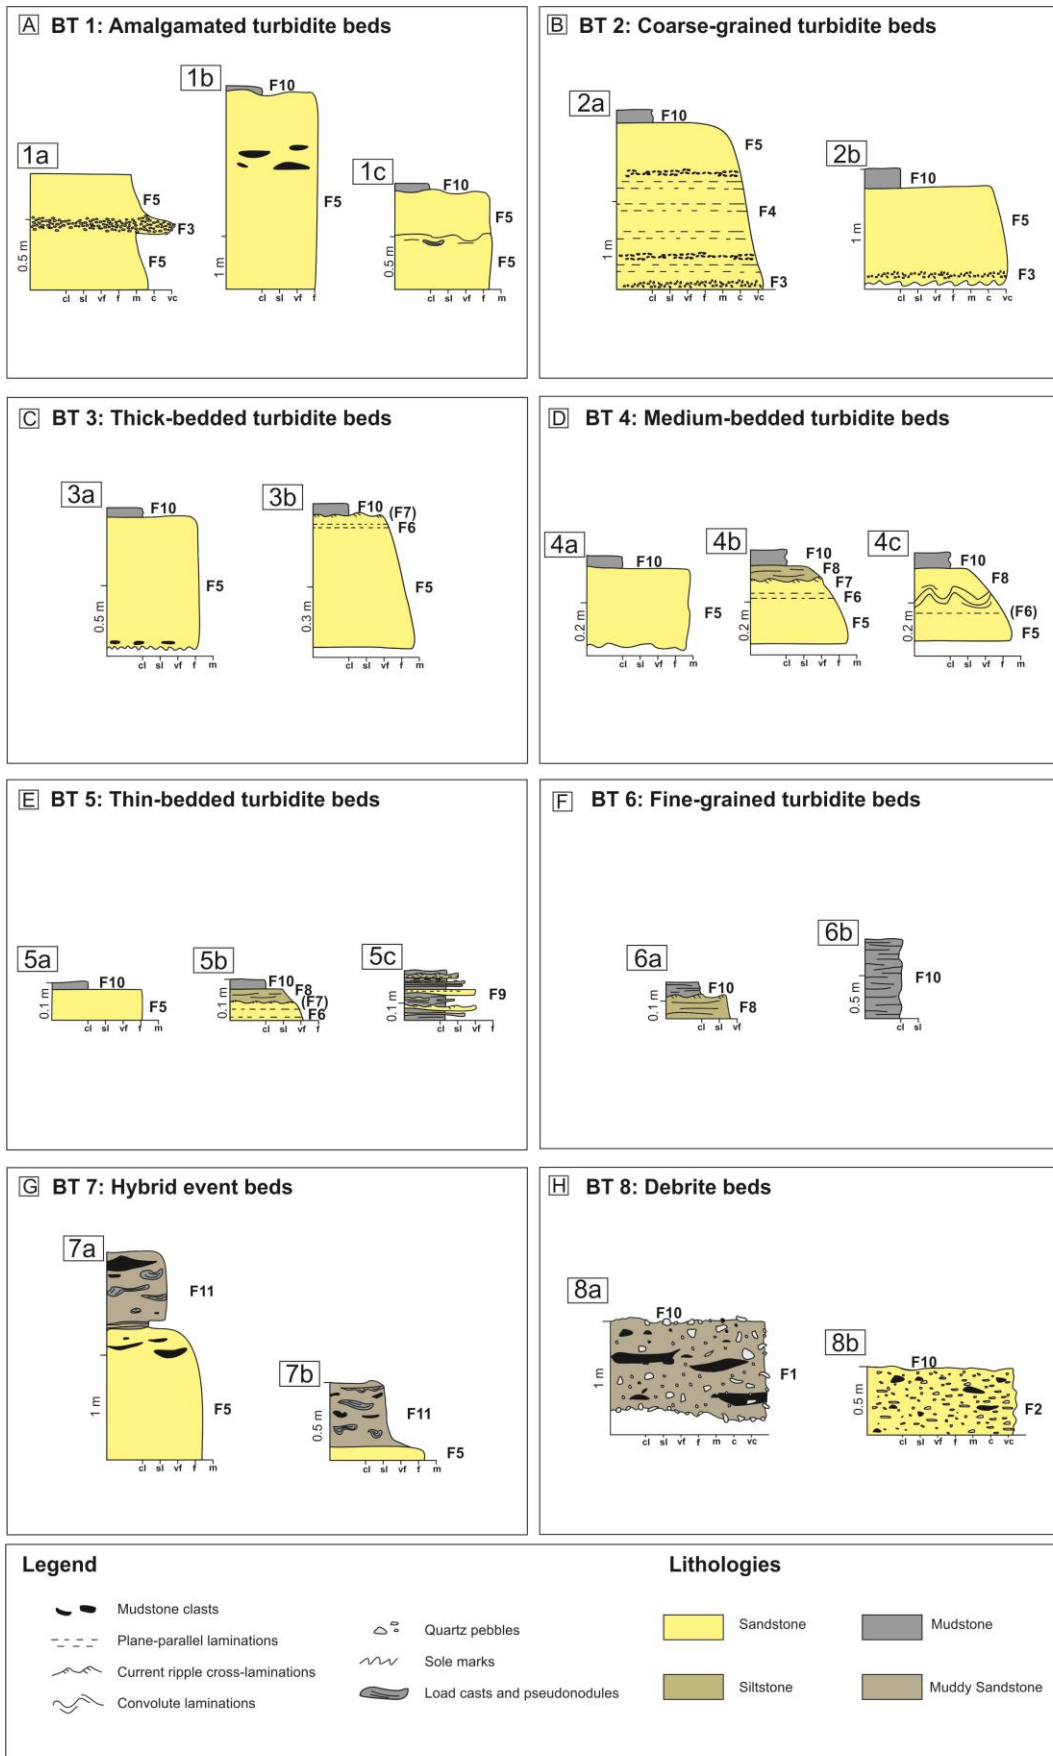 A BT 1: Amalgamated turbidite beds
1a
F5
F3
F5
0.5 m
cl sl vf f m c vc
1b
F10
F5
1 m
cl sl vf f
1c
F10
F5
F5
0.5 m
cl sl vf f m
B BT 2: Coarse-grained turbidite beds
2a
F10
F5
F4
F3
1 m
cl sl vf f m c vc
2b
F10
F5
F3
1 m
cl sl vf f m c vc
C BT 3: Thick-bedded turbidite beds
3a
F10
F5
0.5 m
cl sl vf f m
3b
F10 (F7)
F6
F5
0.3 m
cl sl vf f m
D BT 4: Medium-bedded turbidite beds
4a
F10
F5
0.2 m
cl sl vf f m
4b
F10
F8
F7
F6
F5
0.2 m
cl sl vf f m
4c
F10
F8
(F6)
F5
0.2 m
cl sl vf f m
E BT 5: Thin-bedded turbidite beds
5a
F10
F5
0.1 m
cl sl vf f m
5b
F10
F8
(F7)
F6
0.1 m
cl sl vf f
5c
F9
0.1 m
cl sl vf f
F BT 6: Fine-grained turbidite beds
6a
F10
F8
0.1 m
cl sl vf
6b
F10
0.5 m
cl sl
G BT 7: Hybrid event beds
7a
F11
F5
1 m
cl sl vf f m
7b
F11
F5
0.5 m
cl sl vf f m
H BT 8: Debrite beds
8a
F10
F1
1 m
cl sl vf f m c vc
8b
F10
F2
0.5 m
cl sl vf f m c vc
Legend
Mudstone clasts
Plane-parallel laminations
Current ripple cross-laminations
Convolute laminations
Quartz pebbles
Sole marks
Load casts and pseudonodules
Lithologies
Sandstone
Mudstone
Siltstone
Muddy Sandstone